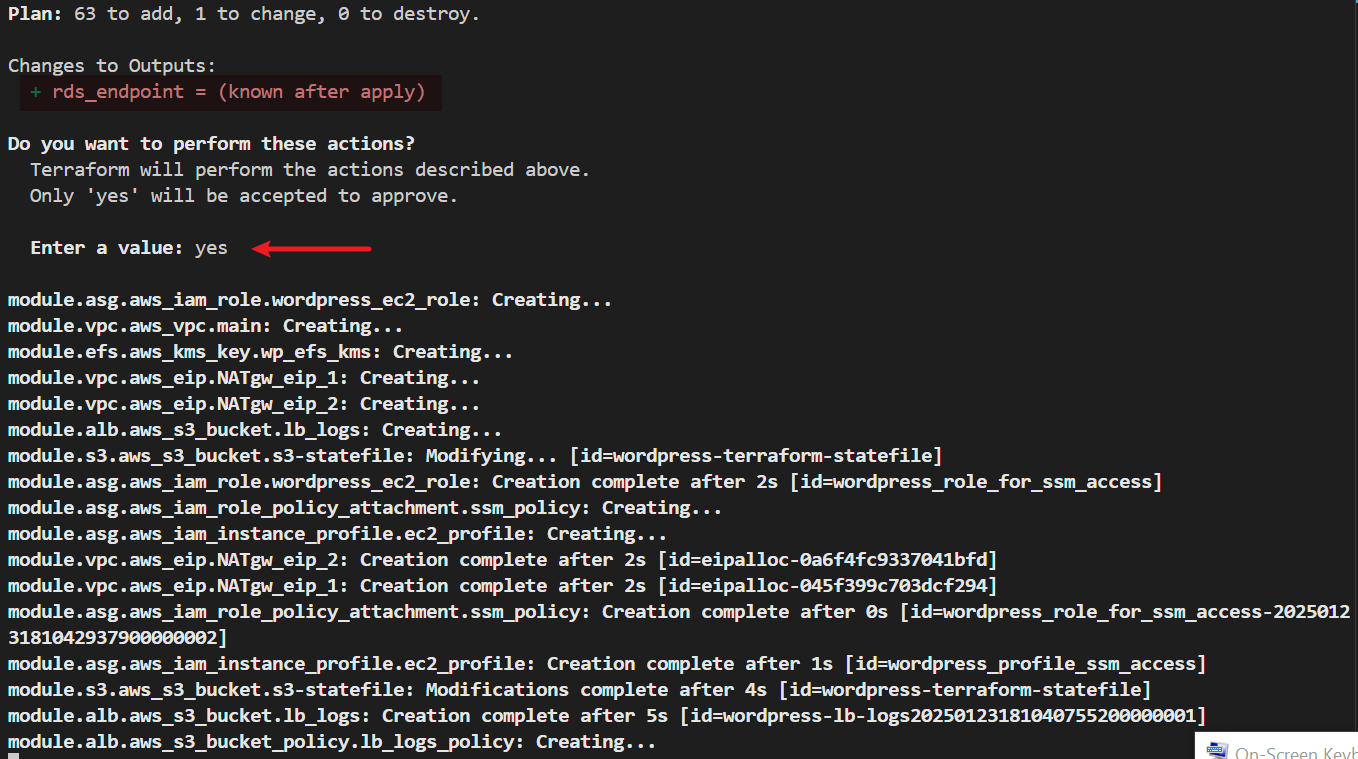 Plan: 63 to add, 1 to change, 0 to destroy.
Changes to Outputs:
+ rds_endpoint = (known after apply)
Do you want to perform these actions?
Terraform will perform the actions described above.
Only 'yes' will be accepted to approve.
Enter a value: yes
module.asg.aws_iam_role.wordpress_ec2_role: Creating...
module.vpc.aws_vpc.main: Creating...
module.efs.aws_kms_key.wp_efs_kms: Creating...
module.vpc.aws_eip.NATgw_eip_1: Creating...
module.vpc.aws_eip.NATgw_eip_2: Creating...
module.alb.aws_s3_bucket.lb_logs: Creating...
module.s3.aws_s3_bucket.s3-statefile: Modifying... [id=wordpress-terraform-statefile]
module.asg.aws_iam_role.wordpress_ec2_role: Creation complete after 2s [id=wordpress_role_for_ssm_access]
module.asg.aws_iam_role_policy_attachment.ssm_policy: Creating...
module.asg.aws_iam_instance_profile.ec2_profile: Creating...
module.vpc.aws_eip.NATgw_eip_2: Creation complete after 2s [id=eipalloc-0a6f4fc9337041bfd]
module.vpc.aws_eip.NATgw_eip_1: Creation complete after 2s [id=eipalloc-045f399c703dcf294]
module.asg.aws_iam_role_policy_attachment.ssm_policy: Creation complete after 0s [id=wordpress_role_for_ssm_access-2025012
3181042937900000002]
module.asg.aws_iam_instance_profile.ec2_profile: Creation complete after 1s [id=wordpress_profile_ssm_access]
module.s3.aws_s3_bucket.s3-statefile: Modifications complete after 4s [id=wordpress-terraform-statefile]
module.alb.aws_s3_bucket.lb_logs: Creation complete after 5s [id=wordpress-lb-logs20250123181040755200000001]
module.alb.aws_s3_bucket_policy.lb_logs_policy: Creating...
On-Screen Keyb